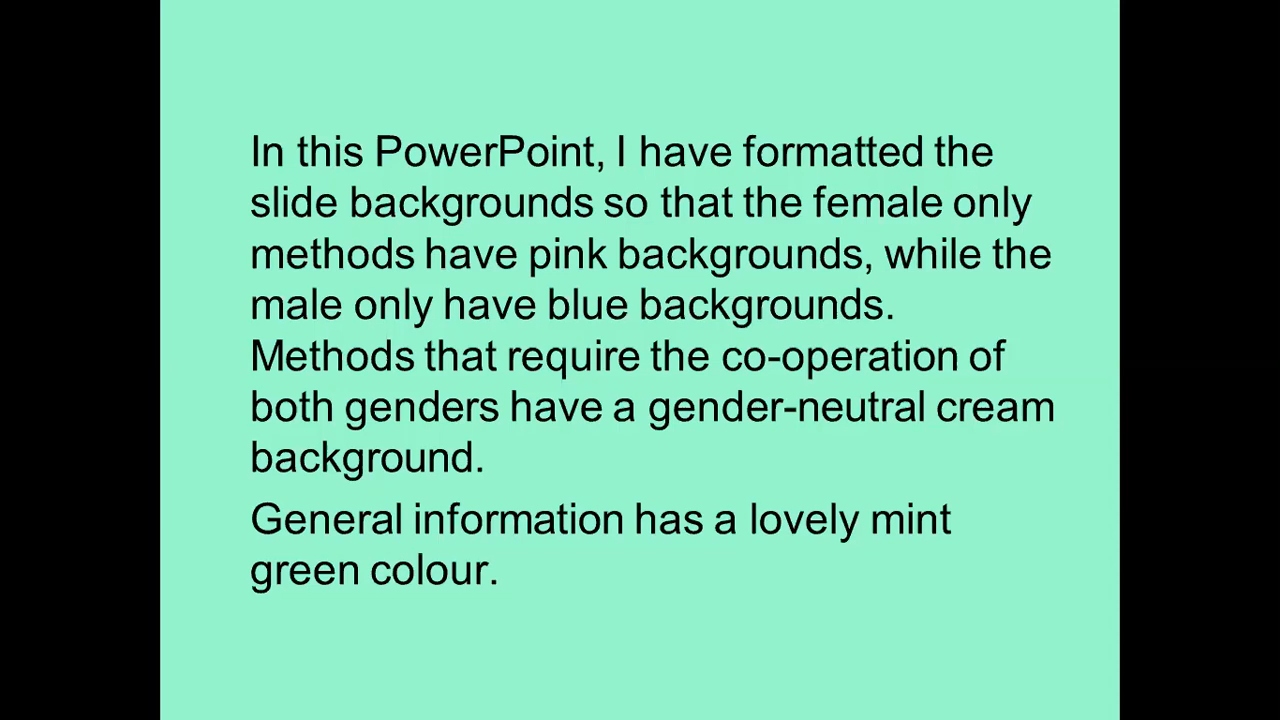 In this PowerPoint, I have formatted the
slide backgrounds so that the female only
methods have pink backgrounds, while the
male only have blue backgrounds.
Methods that require the co-operation of
both genders have a gender-neutral cream
background.
General information has a lovely mint
green colour.